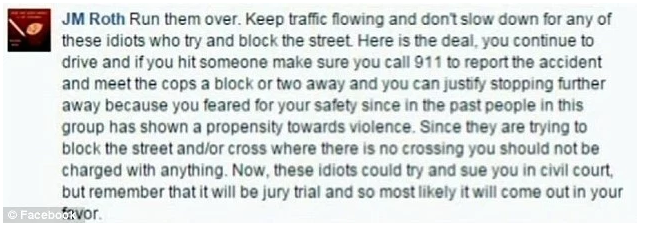 JM Roth Run them over. Keep traffic flowing and don't slow down for any of
these idiots who try and block the street. Here is the deal, you continue to
drive and if you hit someone make sure you call 911 to report the accident
and meet the cops a block or two away and you can justify stopping further
away because you feared for your safety since in the past people in this
group has shown a propensity towards violence. Since they are trying to
block the street and/or cross where there is no crossing you should not be
charged with anything. Now, these idiots could try and sue you in civil court,
but remember that it will be jury trial and so most likely it will come out in your
favor.
© Facebook